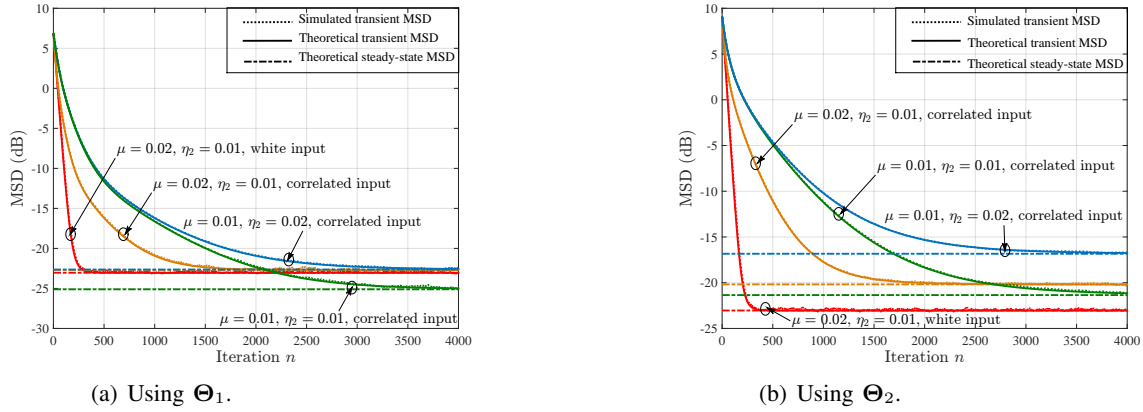 Simulated transient MSD
Theoretical transient MSD
Theoretical steady-state MSD
MSD (dB)
10
5
0
-5
-10
-15
-20
-25
-30
μ = 0.02, η₂ = 0.01, white input
μ = 0.02, η₂ = 0.01, correlated input
μ = 0.01, η₂ = 0.02, correlated input
μ = 0.01, η₂ = 0.01, correlated input
0 500 1000 1500 2000 2500 3000 3500 4000
Iteration n
(a) Using Θ₁.
Simulated transient MSD
Theoretical transient MSD
Theoretical steady-state MSD
MSD (dB)
10
5
0
-5
-10
-15
-20
-25
μ = 0.02, η₂ = 0.01, correlated input
μ = 0.01, η₂ = 0.01, correlated input
μ = 0.01, η₂ = 0.02, correlated input
μ = 0.02, η₂ = 0.01, white input
0 500 1000 1500 2000 2500 3000 3500 4000
Iteration n
(b) Using Θ₂.